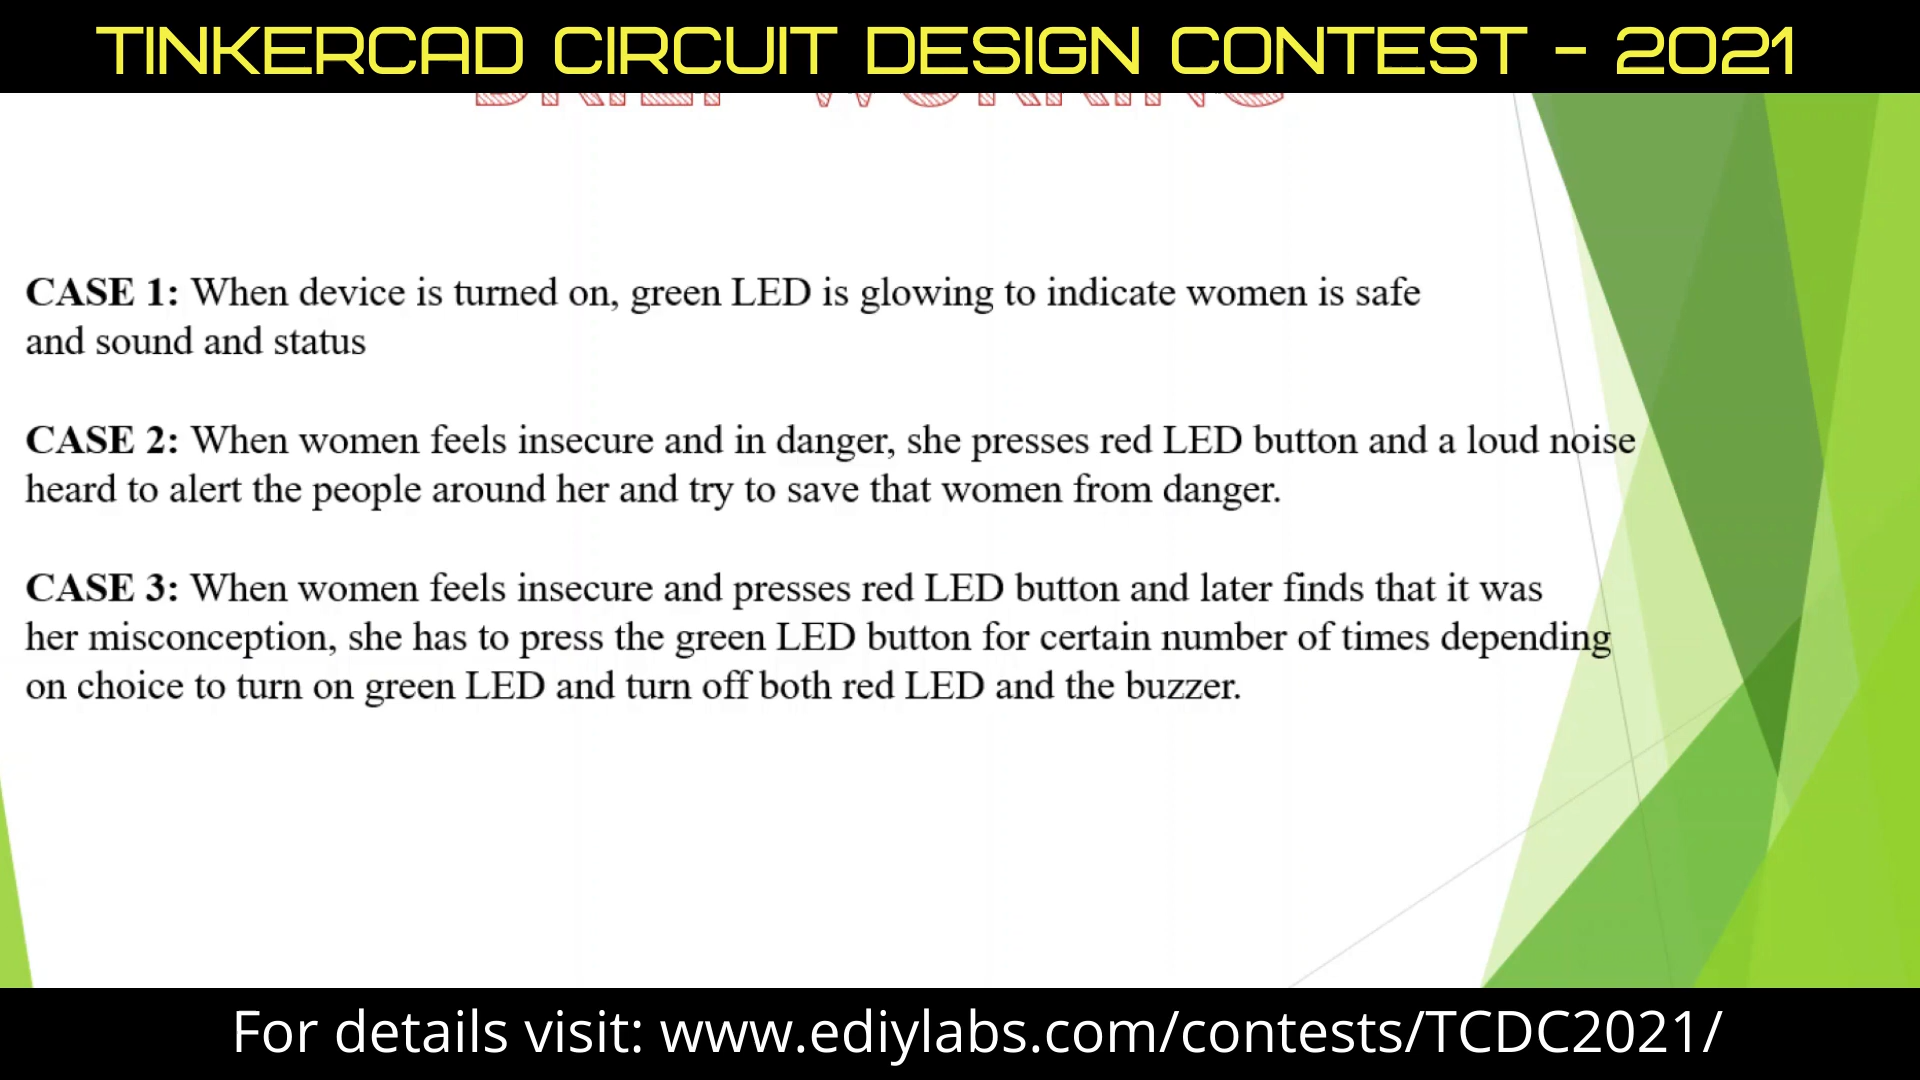 TINKERCAD CIRCUIT DESIGN CONTEST - 2021
BRIEF WORKING
CASE 1: When device is turned on, green LED is glowing to indicate women is safe
and sound and status
CASE 2: When women feels insecure and in danger, she presses red LED button and a loud noise
heard to alert the people around her and try to save that women from danger.
CASE 3: When women feels insecure and presses red LED button and later finds that it was
her misconception, she has to press the green LED button for certain number of times depending
on choice to turn on green LED and turn off both red LED and the buzzer.
For details visit: www.ediylabs.com/contests/TCDC2021/